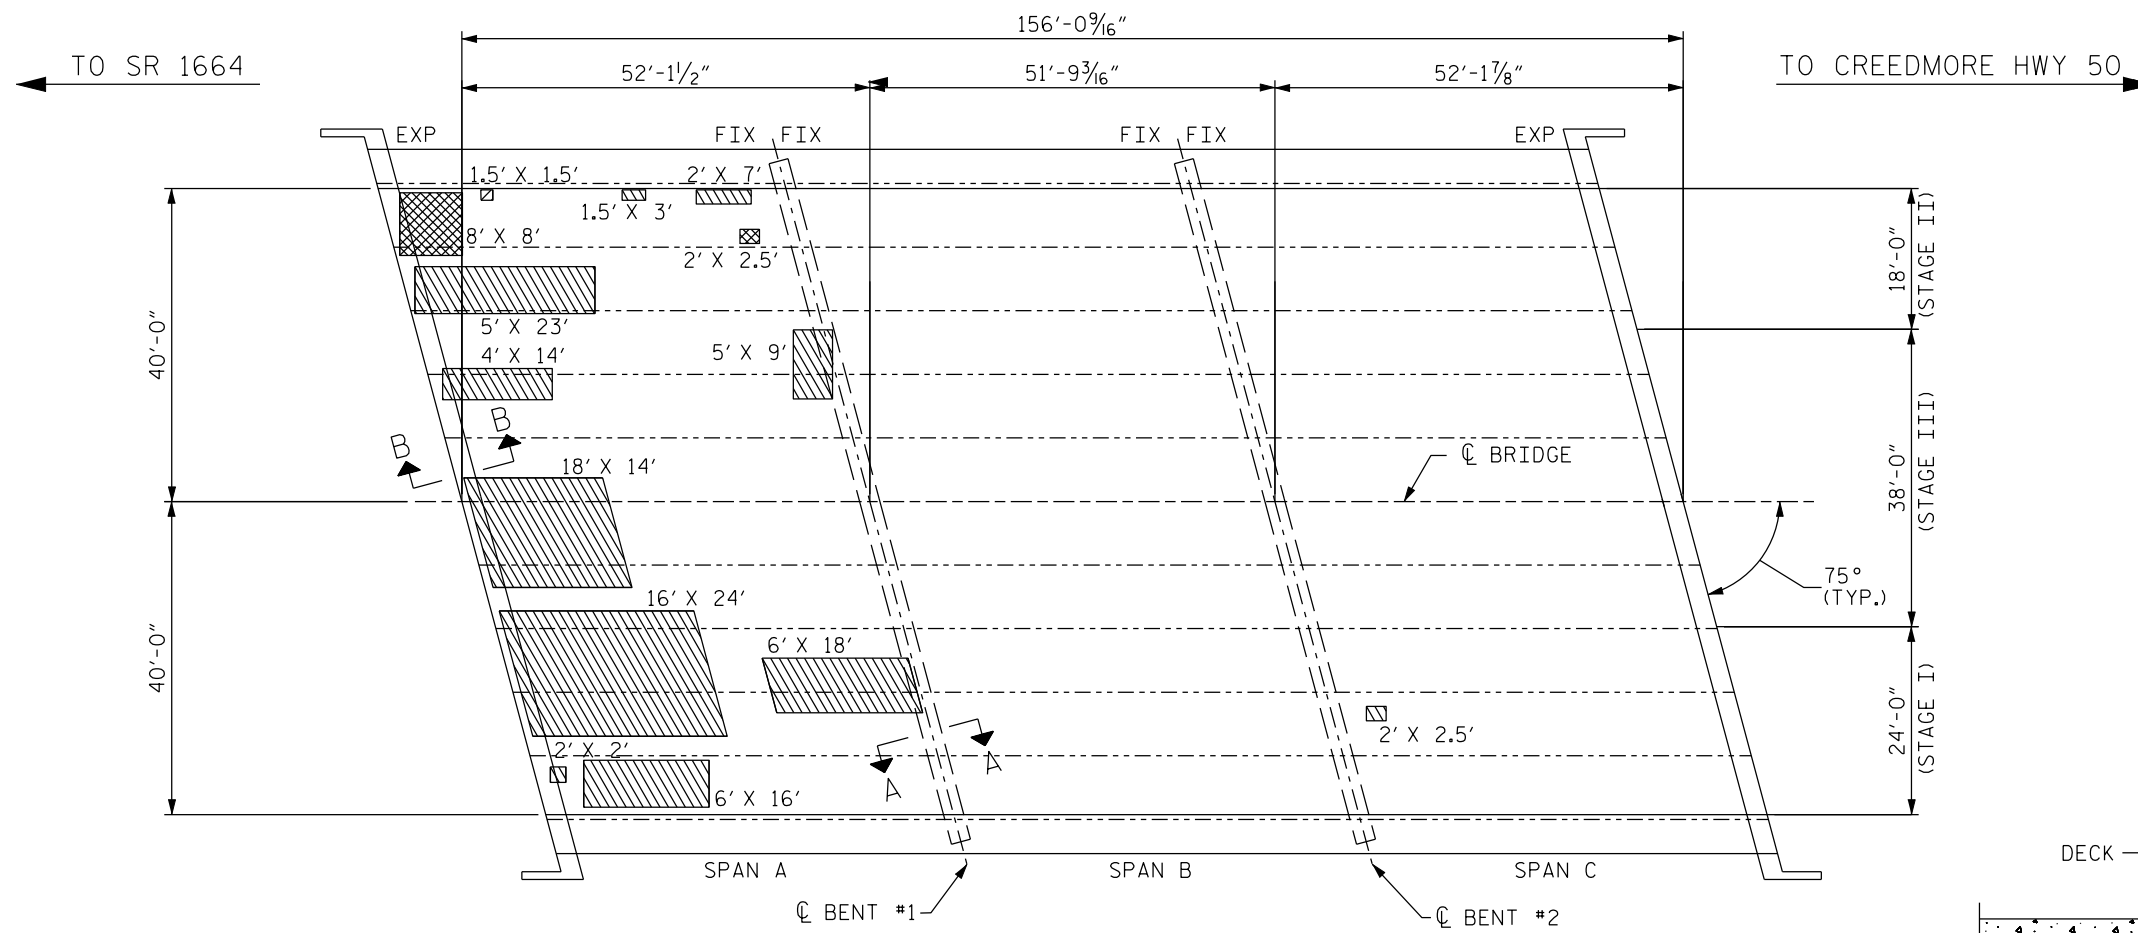 156′-0 9/16″
TO SR 1664
52′-1 1/2″
51′-9 3/16″
52′-1 7/8″
TO CREEDMORE HWY 50
EXP
FIX
FIX
FIX
FIX
EXP
1.5′ X 1.5′
2′ X 7′
1.5′ X 3′
8′ X 8′
2′ X 2.5′
18′-0″
(STAGE II)
5′ X 23′
40′-0″
4′ X 14′
5′ X 9′
B
B
18′ X 14′
℄ BRIDGE
38′-0″
(STAGE III)
75°
(TYP.)
16′ X 24′
40′-0″
6′ X 18′
24′-0″
(STAGE I)
2′ X 2.5′
2′ X 2′
A
A
6′ X 16′
DECK
SPAN A
SPAN B
SPAN C
℄ BENT #1
℄ BENT #2